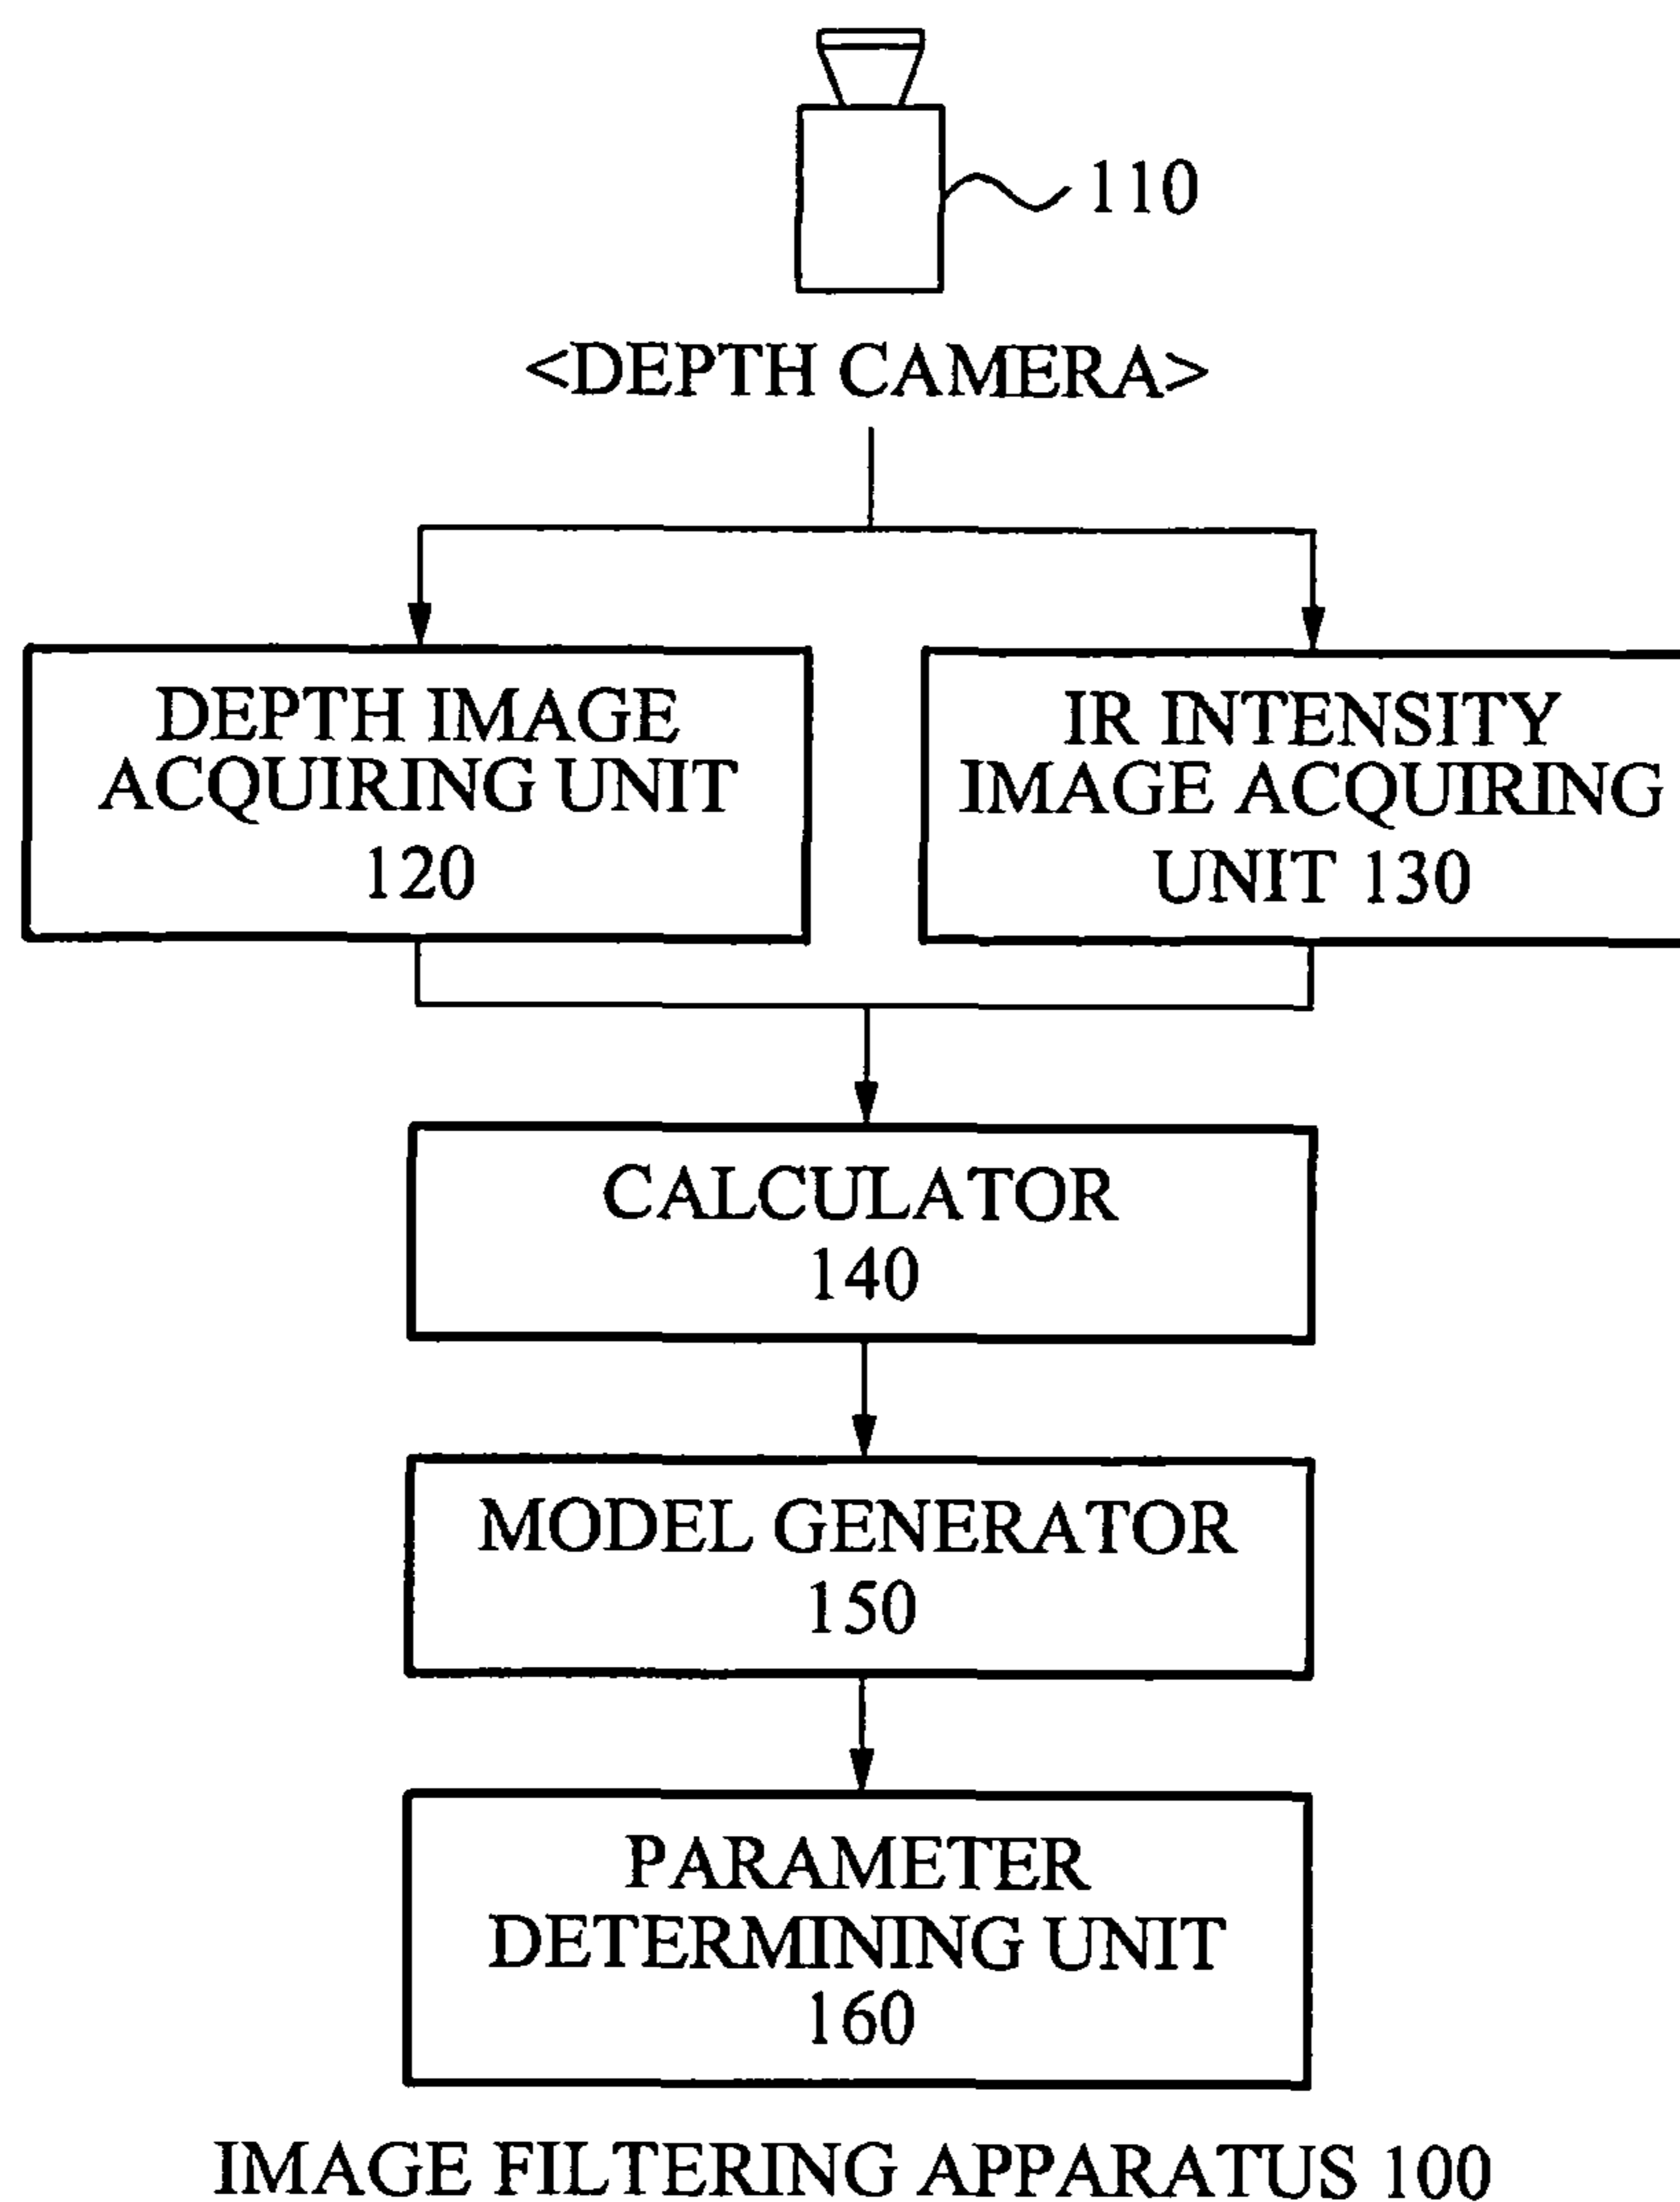 110
<DEPTH CAMERA>
DEPTH IMAGE
ACQUIRING UNIT
120
IR INTENSITY
IMAGE ACQUIRING
UNIT 130
CALCULATOR
140
MODEL GENERATOR
150
PARAMETER
DETERMINING UNIT
160
IMAGE FILTERING APPARATUS 100